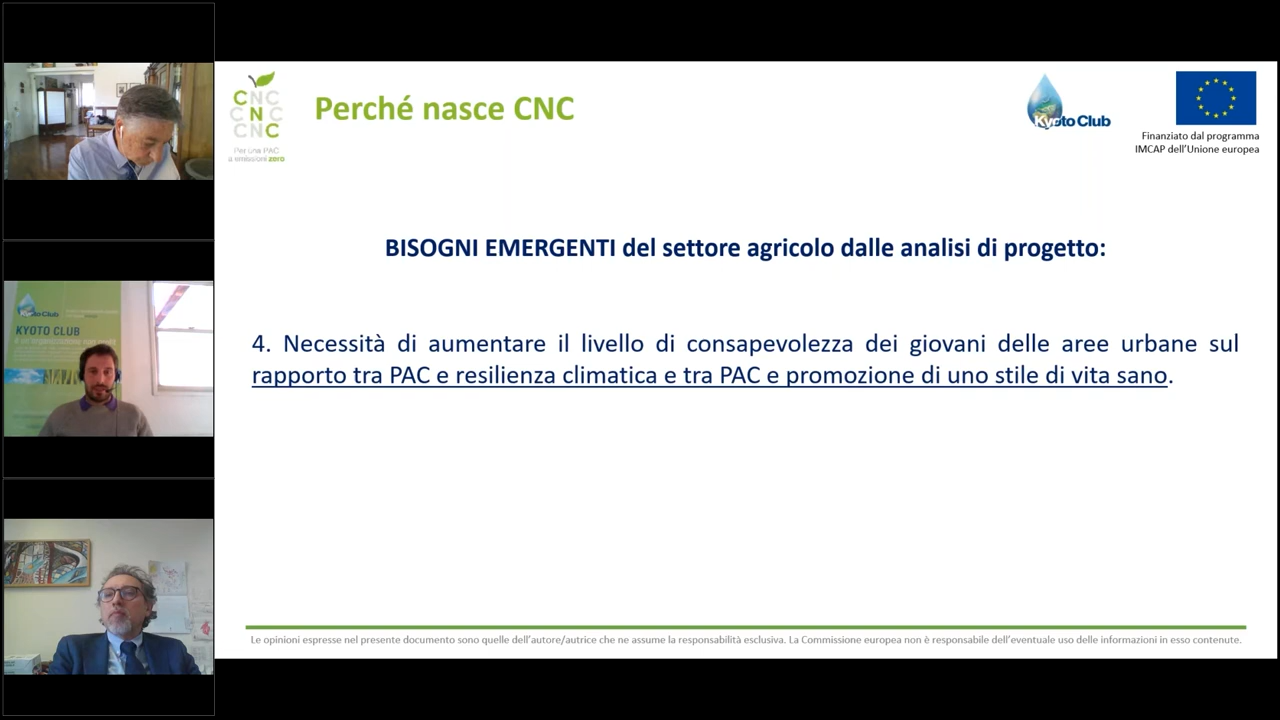 CNC
CNC
CNC
Per una PAC
a emissioni zero
Perché nasce CNC
Kyoto Club
Finanziato dal programma
IMCAP dell'Unione europea
BISOGNI EMERGENTI del settore agricolo dalle analisi di progetto:
4. Necessità di aumentare il livello di consapevolezza dei giovani delle aree urbane sul
rapporto tra PAC e resilienza climatica e tra PAC e promozione di uno stile di vita sano.
Le opinioni espresse nel presente documento sono quelle dell'autore/autrice che ne assume la responsabilità esclusiva. La Commissione europea non è responsabile dell'eventuale uso delle informazioni in esso contenute.
Kyoto Club
KYOTO CLUB